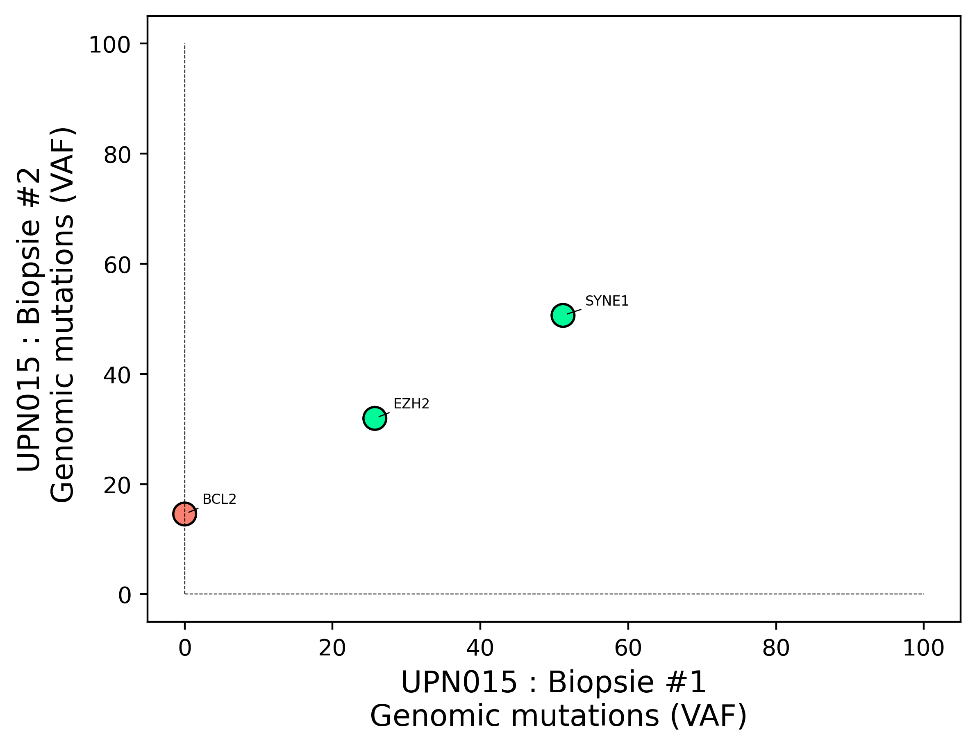 UPN015 : Biopsie #2
Genomic mutations (VAF)
100
80
60
40
20
0
SYNE1
EZH2
BCL2
0 20 40 60 80 100
UPN015 : Biopsie #1
Genomic mutations (VAF)